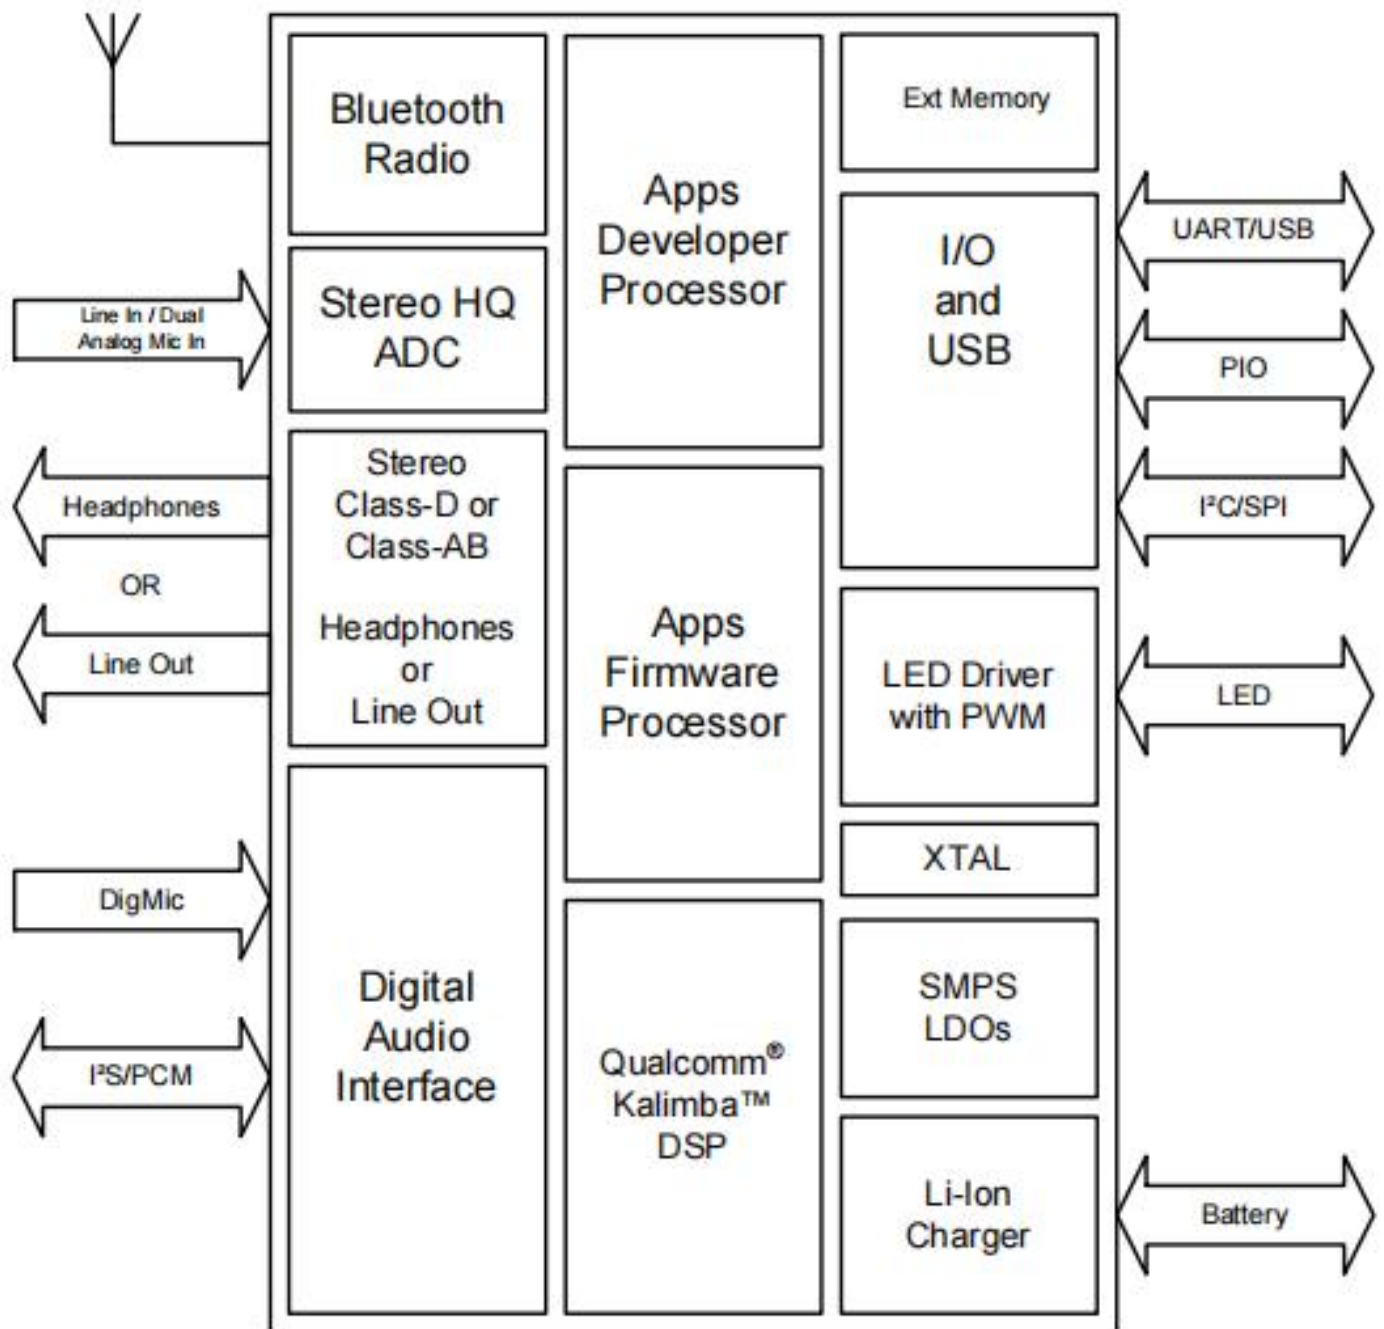 Bluetooth
Radio
Stereo HQ
ADC
Stereo
Class-D or
Class-AB
Headphones
or
Line Out
Digital
Audio
Interface
Apps
Developer
Processor
Apps
Firmware
Processor
Qualcomm®
Kalimba™
DSP
Ext Memory
I/O
and
USB
LED Driver
with PWM
XTAL
SMPS
LDOs
Li-Ion
Charger
Line In / Dual
Analog Mic In
Headphones
OR
Line Out
DigMic
I²S/PCM
UART/USB
PIO
I²C/SPI
LED
Battery